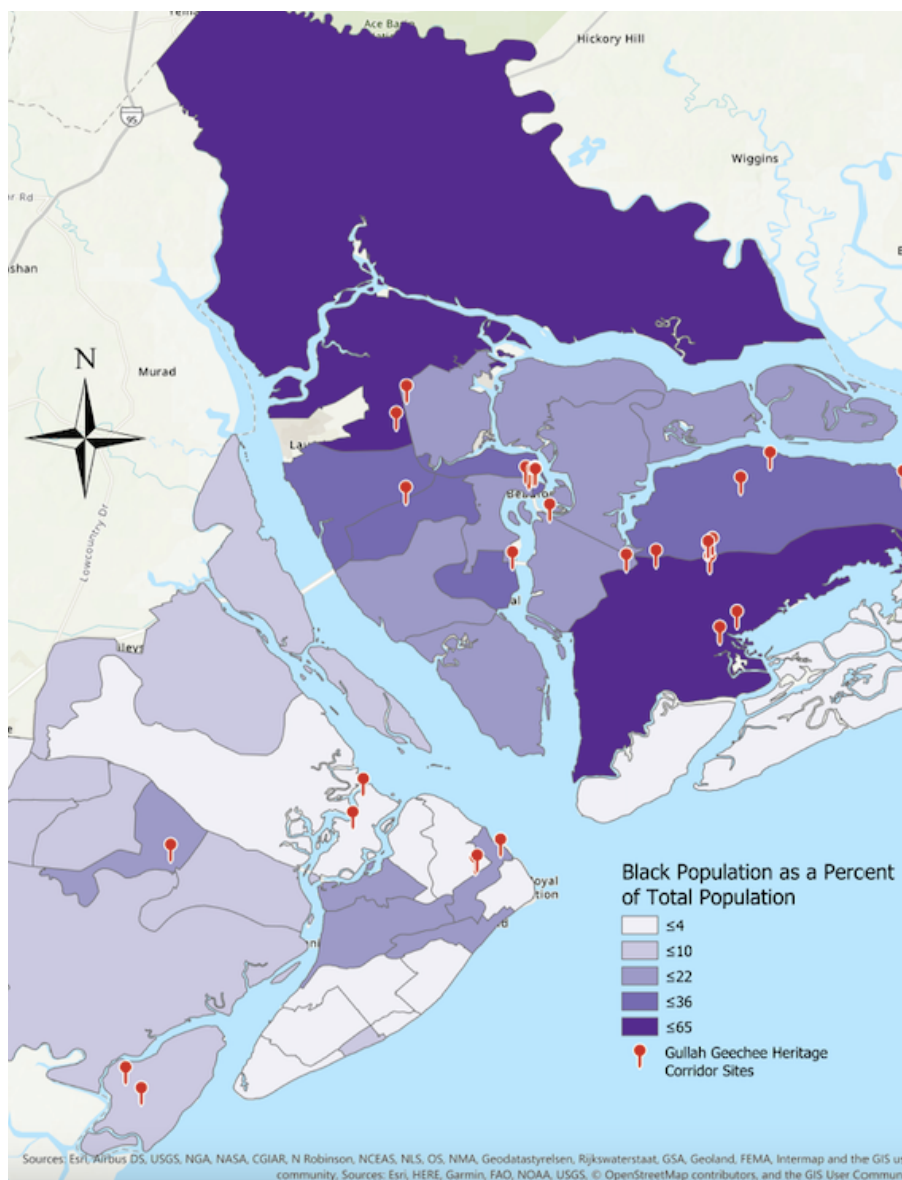 Ace Basin
Hickory Hill
95
Wiggins
N
Murad
Lowcountry Dr
Black Population as a Percent
of Total Population
≤4
≤10
≤22
≤36
≤65
Gullah Geechee Heritage
Corridor Sites
Sources: Esri, Airbus DS, USGS, NGA, NASA, CGIAR, N Robinson, NCEAS, NLS, OS, NMA, Geodatastyrelsen, Rijkswaterstaat, GSA, Geoland, FEMA, Intermap and the GIS
community, Sources: Esri, HERE, Garmin, FAO, NOAA, USGS, © OpenStreetMap contributors, and the GIS User